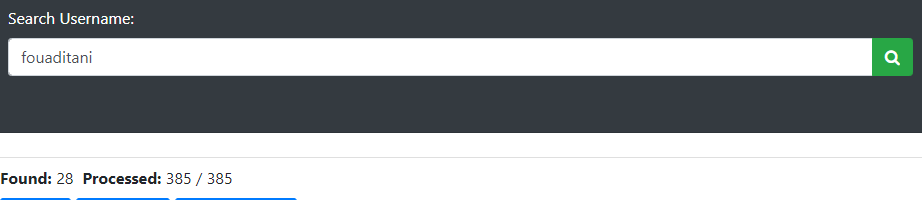 Search Username:
fouaditani
Found: 28 Processed: 385 / 385